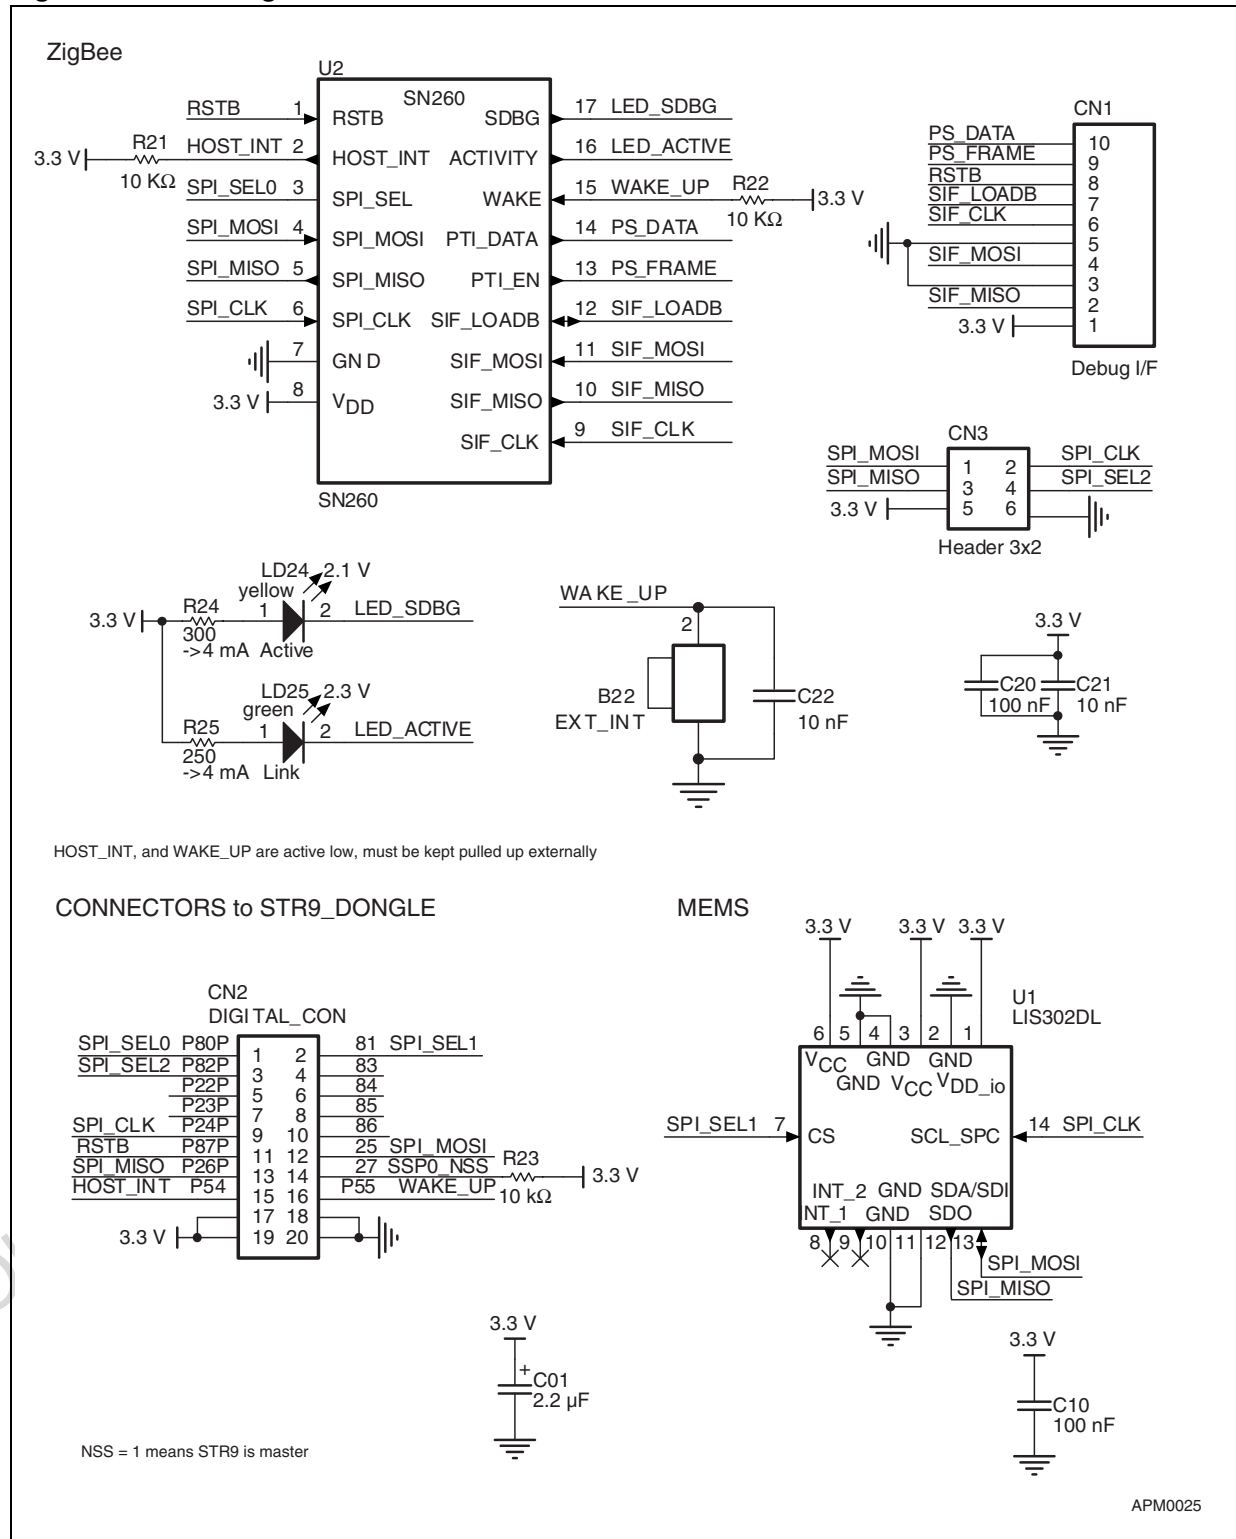 ZigBee
U2
SN260
RSTB 1 RSTB SDBG 17 LED_SDBG
3.3 V R21 10 KΩ HOST_INT 2 HOST_INT ACTIVITY 16 LED_ACTIVE
SPI_SEL0 3 SPI_SEL WAKE 15 WAKE_UP R22 10 KΩ 3.3 V
SPI_MOSI 4 SPI_MOSI PTI_DATA 14 PS_DATA
SPI_MISO 5 SPI_MISO PTI_EN 13 PS_FRAME
SPI_CLK 6 SPI_CLK SIF_LOADB 12 SIF_LOADB
7 GND SIF_MOSI 11 SIF_MOSI
3.3 V 8 VDD SIF_MISO 10 SIF_MISO
SIF_CLK 9 SIF_CLK
SN260
CN1
PS_DATA 10
PS_FRAME 9
RSTB 8
SIF_LOADB 7
SIF_CLK 6
5
SIF_MOSI 4
3
SIF_MISO 2
3.3 V 1
Debug I/F
CN3
SPI_MOSI 1 2 SPI_CLK
SPI_MISO 3 4 SPI_SEL2
3.3 V 5 6
Header 3x2
LD24 2.1 V
yellow
3.3 V R24 1 2 LED_SDBG
300
->4 mA Active
LD25 2.3 V
green
R25 1 2 LED_ACTIVE
250
->4 mA Link
WAKE_UP
2
B22
EXT_INT
C22
10 nF
3.3 V
C20 C21
100 nF 10 nF
HOST_INT, and WAKE_UP are active low, must be kept pulled up externally
CONNECTORS to STR9_DONGLE
CN2
DIGITAL_CON
SPI_SEL0 P80P 1 2 81 SPI_SEL1
SPI_SEL2 P82P 3 4 83
P22P 5 6 84
P23P 7 8 85
SPI_CLK P24P 9 10 86
RSTB P87P 11 12 25 SPI_MOSI
SPI_MISO P26P 13 14 27 SSP0_NSS R23 10 kΩ 3.3 V
HOST_INT P54 15 16 P55 WAKE_UP
17 18
3.3 V 19 20
3.3 V
+
C01
2.2 µF
NSS = 1 means STR9 is master
MEMS
3.3 V 3.3 V 3.3 V
U1
LIS302DL
6 5 4 3 2 1
VCC GND GND
GND VCC VDD_io
SPI_SEL1 7 CS SCL_SPC 14 SPI_CLK
INT_2 GND SDA/SDI
NT_1 GND SDO
8 9 10 11 12 13
SPI_MOSI
SPI_MISO
3.3 V
C10
100 nF
APM0025